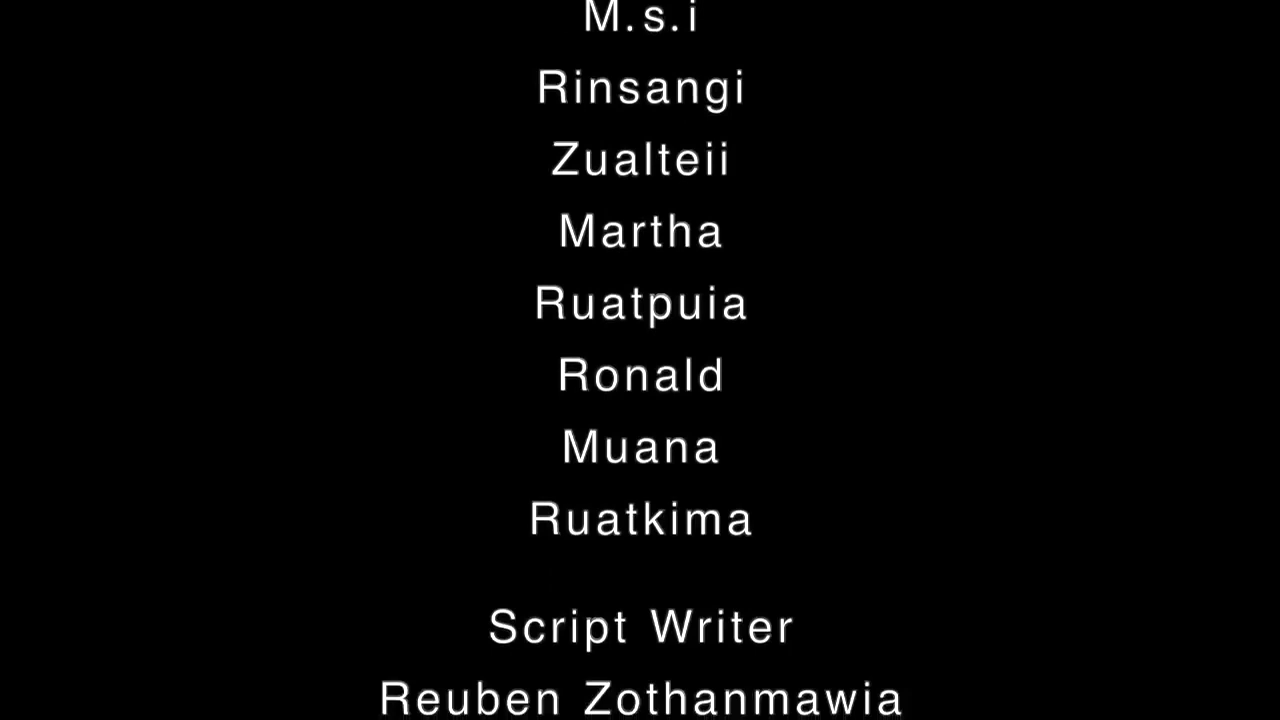 M.s.i
Rinsangi
Zualteii
Martha
Ruatpuia
Ronald
Muana
Ruatkima
Script Writer
Reuben Zothanmawia